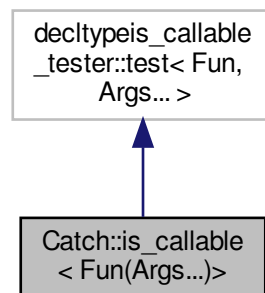 decltypeis_callable
_tester::test< Fun,
Args... >
Catch::is_callable
< Fun(Args...)>